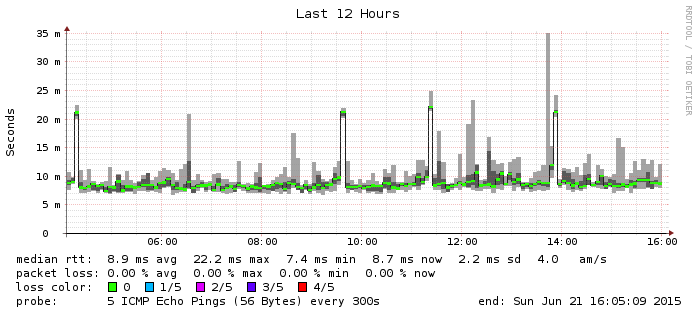 Last 12 Hours
RRDTOOL / TOBI OETIKER
Seconds
35 m
30 m
25 m
20 m
15 m
10 m
5 m
0
06:00 08:00 10:00 12:00 14:00 16:00
median rtt: 8.9 ms avg 22.2 ms max 7.4 ms min 8.7 ms now 2.2 ms sd 4.0 am/s
packet loss: 0.00 % avg 0.00 % max 0.00 % min 0.00 % now
loss color: 0 1/5 2/5 3/5 4/5
probe: 5 ICMP Echo Pings (56 Bytes) every 300s end: Sun Jun 21 16:05:09 2015